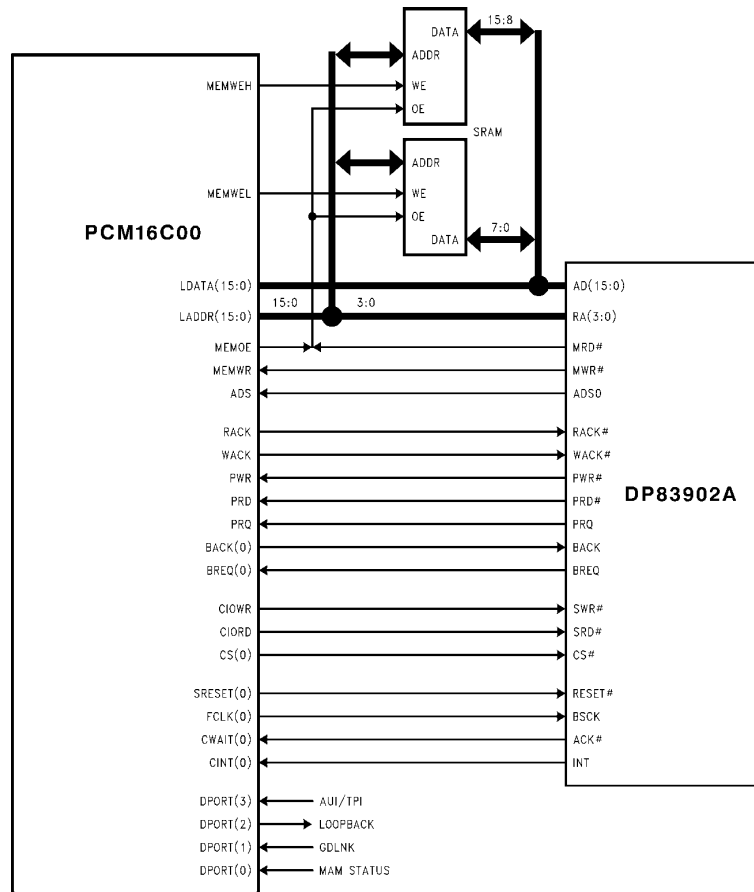 DATA 15:8
ADDR
MEMWEH WE
OE
SRAM
ADDR
MEMWEL WE
OE
PCM16C00
DATA 7:0
LDATA(15:0) AD(15:0)
15:0 3:0
LADDR(15:0) RA(3:0)
MEMOE MRD#
MEMWR MWR#
ADS ADS0
RACK RACK#
WACK WACK#
PWR PWR#
DP83902A
PRD PRD#
PRQ PRQ
BACK(0) BACK
BREQ(0) BREQ
CIOWR SWR#
CIORD SRD#
CS(0) CS#
SRESET(0) RESET#
FCLK(0) BSCK
CWAIT(0) ACK#
CINT(0) INT
DPORT(3) AUI/TPI
DPORT(2) LOOPBACK
DPORT(1) GDLNK
DPORT(0) MAM STATUS